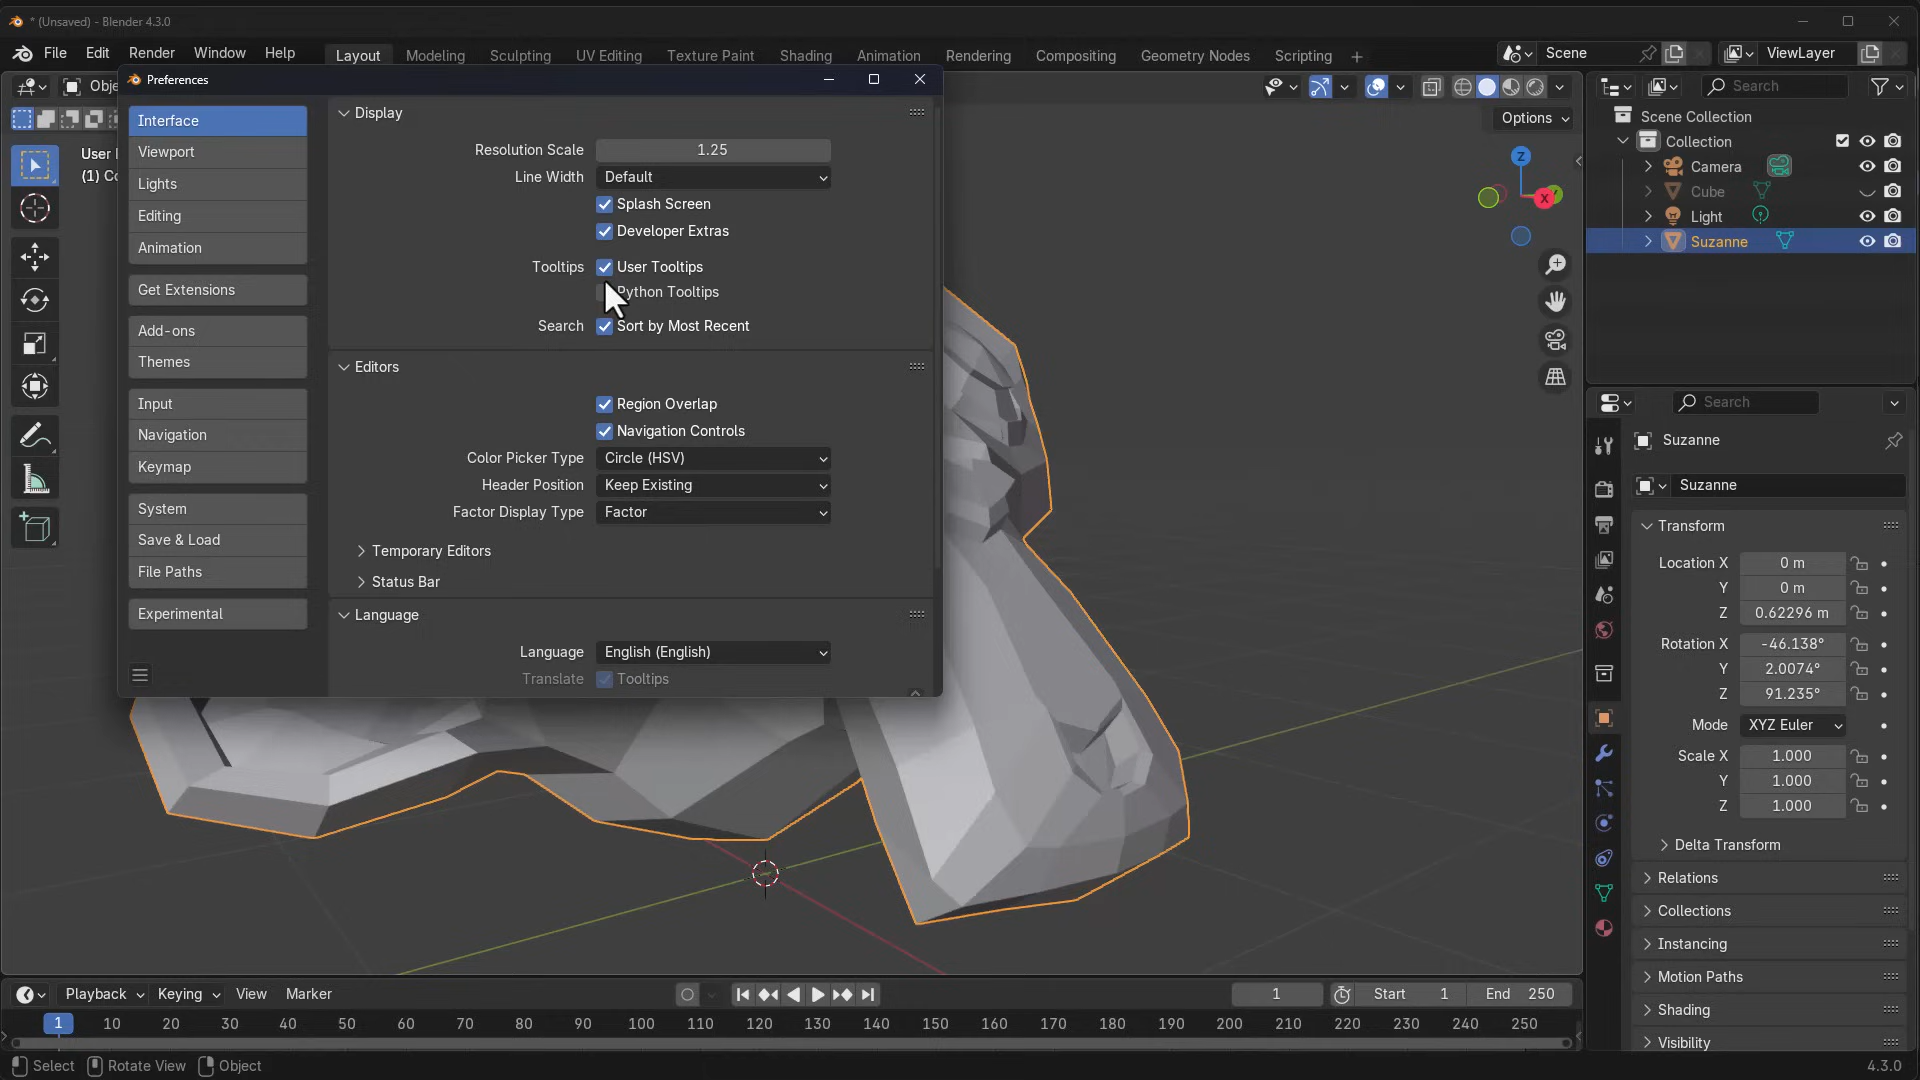 * (Unsaved) - Blender 4.3.0
File Edit Render Window Help Layout Modeling Sculpting UV Editing Texture Paint Shading Animation Rendering Compositing Geometry Nodes Scripting Scene ViewLayer
Preferences
Obje
Search
Options
User
(1) Co
Interface
Viewport
Lights
Editing
Animation
Get Extensions
Add-ons
Themes
Input
Navigation
Keymap
System
Save & Load
File Paths
Experimental
Display
Resolution Scale 1.25
Line Width Default
Splash Screen
Developer Extras
Tooltips User Tooltips
Python Tooltips
Search Sort by Most Recent
Editors
Region Overlap
Navigation Controls
Color Picker Type Circle (HSV)
Header Position Keep Existing
Factor Display Type Factor
Temporary Editors
Status Bar
Language
Language English (English)
Translate Tooltips
Z
X
Y
Scene Collection
Collection
Camera
Cube
Light
Suzanne
Search
Suzanne
Suzanne
Transform
Location X 0 m
Y 0 m
Z 0.62296 m
Rotation X -46.138°
Y 2.0074°
Z 91.235°
Mode XYZ Euler
Scale X 1.000
Y 1.000
Z 1.000
Delta Transform
Relations
Collections
Instancing
Motion Paths
Shading
Visibility
Playback Keying View Marker 1 Start 1 End 250
1 10 20 30 40 50 60 70 80 90 100 110 120 130 140 150 160 170 180 190 200 210 220 230 240 250
Select Rotate View Object 4.3.0